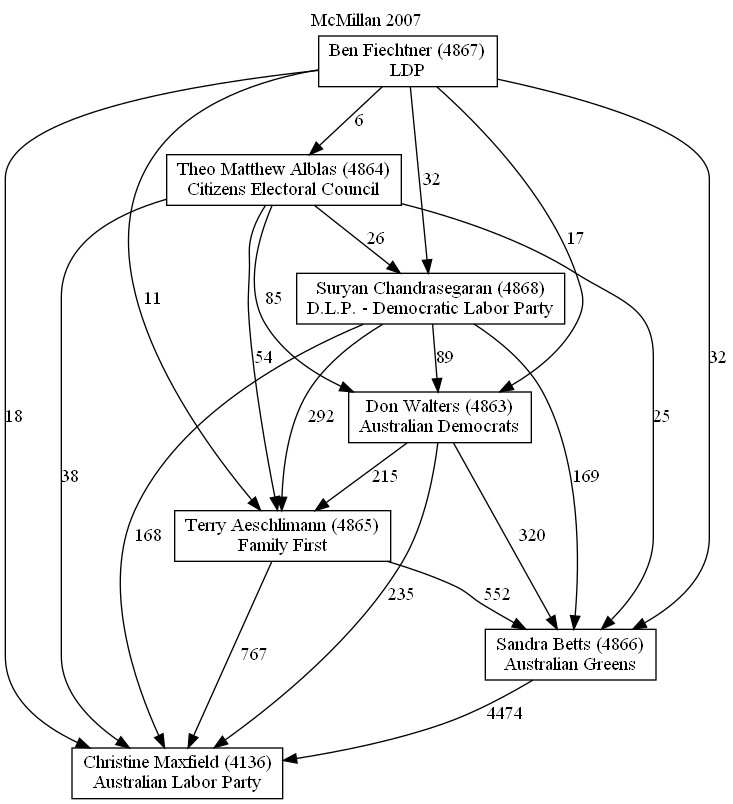 McMillan 2007
Ben Fiechtner (4867)
LDP
6
Theo Matthew Alblas (4864)
Citizens Electoral Council
32
26
17
11
85
Suryan Chandrasegaran (4868)
D.L.P. - Democratic Labor Party
54
89
32
18
292
25
Don Walters (4863)
Australian Democrats
38
215
169
168
Terry Aeschlimann (4865)
Family First
320
235
552
767
Sandra Betts (4866)
Australian Greens
4474
Christine Maxfield (4136)
Australian Labor Party